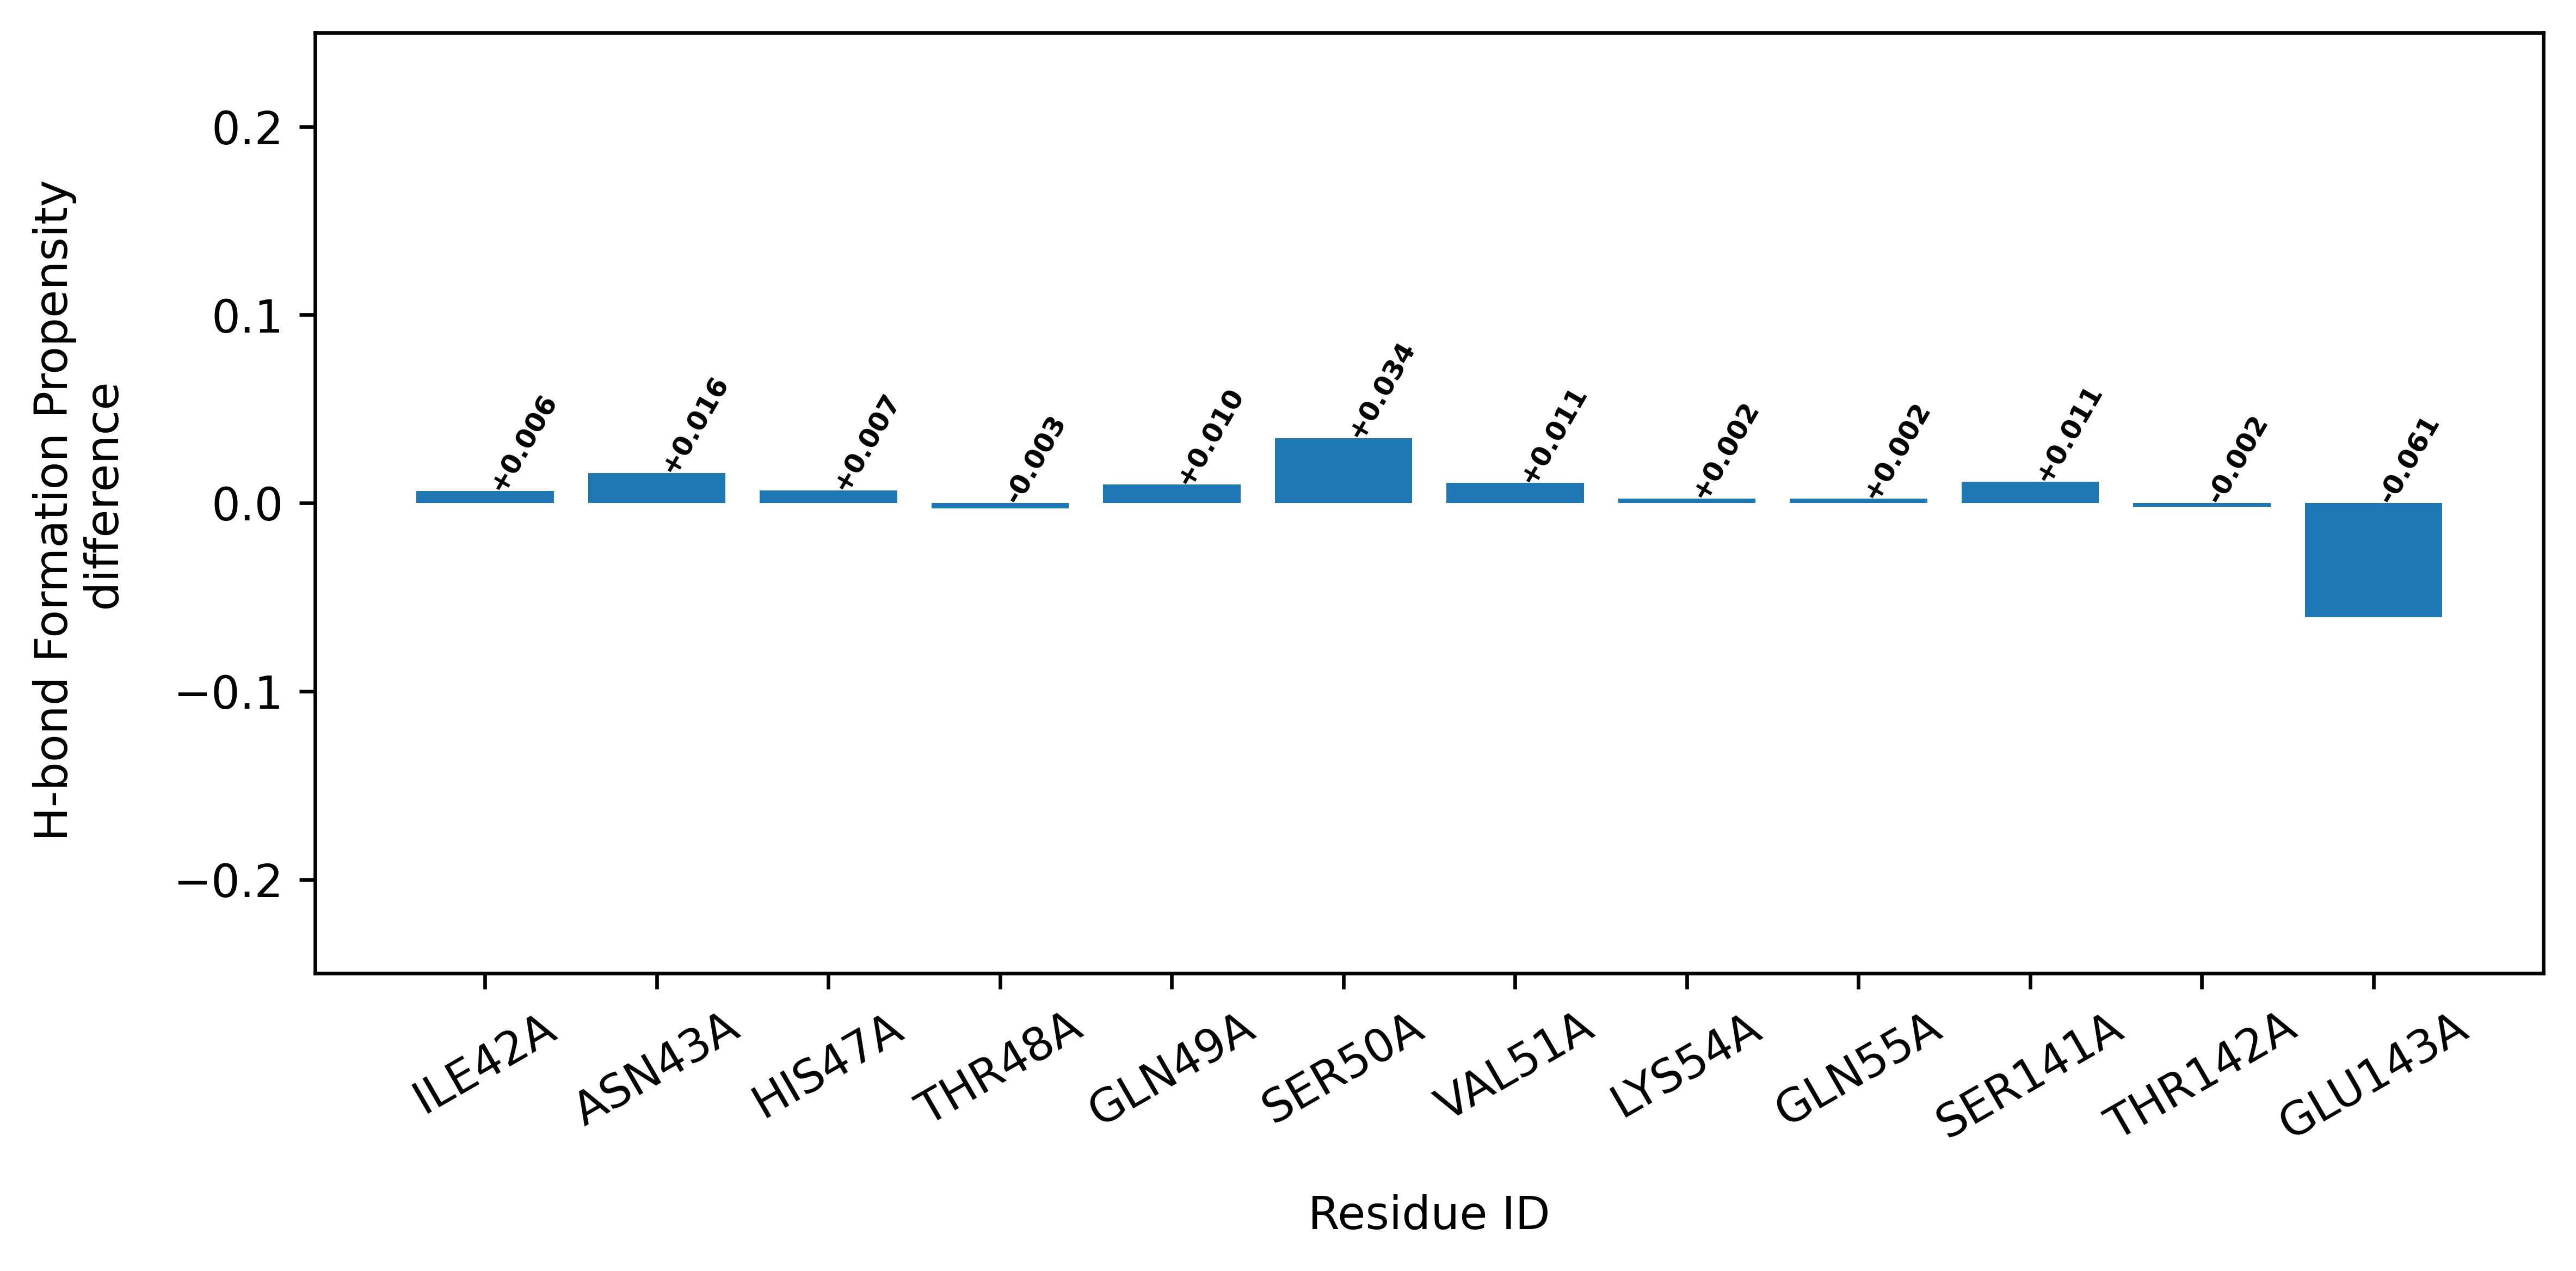 H-bond Formation Propensity
difference
0.2
0.1
0.0
−0.1
−0.2
+0.006
+0.016
+0.007
-0.003
+0.010
+0.034
+0.011
+0.002
+0.002
+0.011
-0.002
-0.061
ILE42A
ASN43A
HIS47A
THR48A
GLN49A
SER50A
VAL51A
LYS54A
GLN55A
SER141A
THR142A
GLU143A
Residue ID